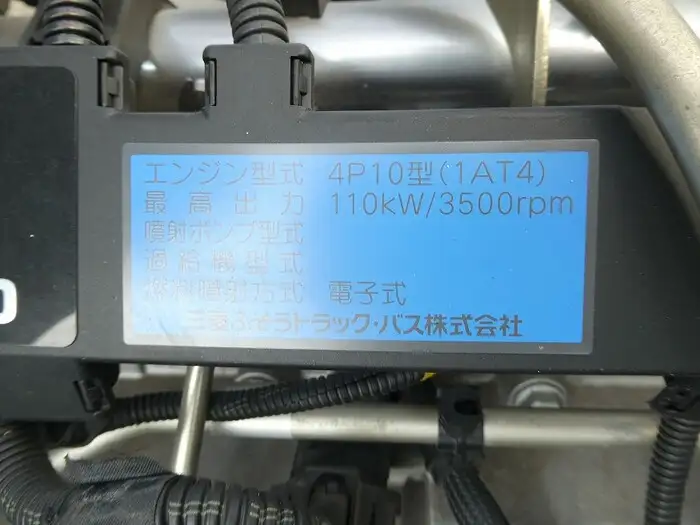 エンジン型式 4P10型(1AT4)
最高出力 110kW/3500rpm
噴射ポンプ型式
過給機型式
燃料噴射方式 電子式
三菱ふそうトラック・バス株式会社